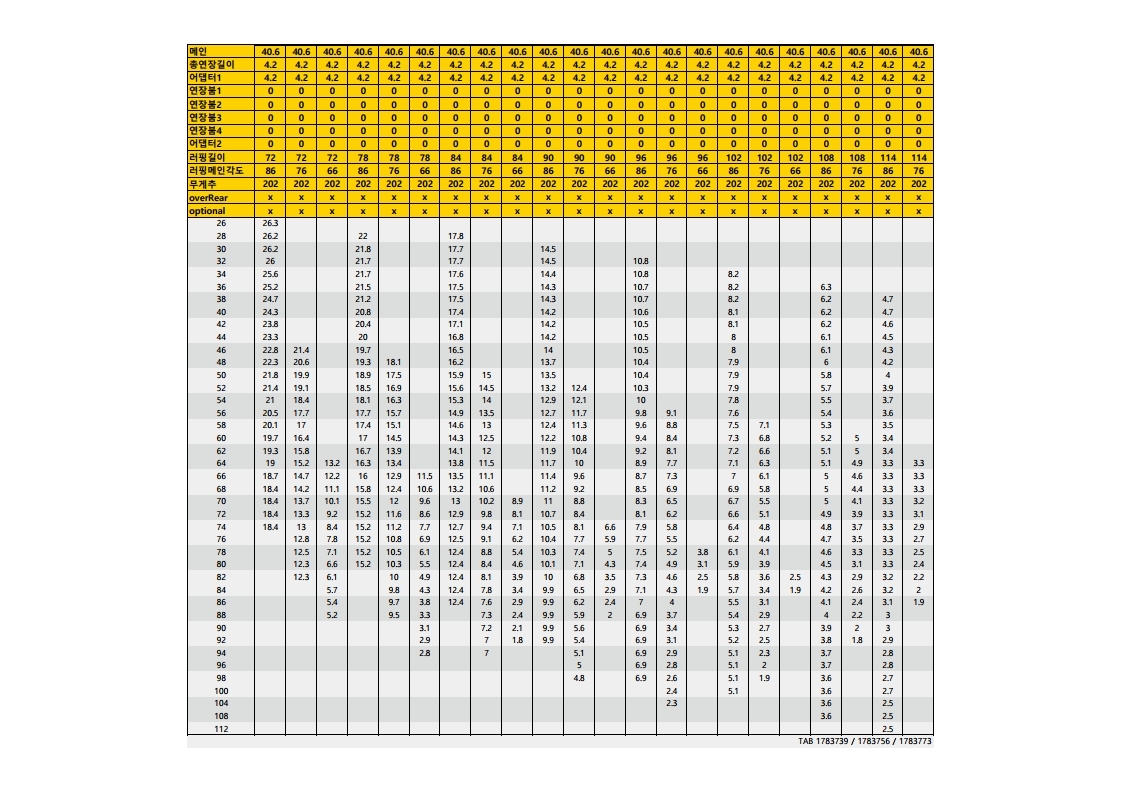 메인 40.6 40.6 40.6 40.6 40.6 40.6 40.6 40.6 40.6 40.6 40.6 40.6 40.6 40.6 40.6 40.6 40.6 40.6 40.6 40.6 40.6 40.6
총연장길이 4.2 4.2 4.2 4.2 4.2 4.2 4.2 4.2 4.2 4.2 4.2 4.2 4.2 4.2 4.2 4.2 4.2 4.2 4.2 4.2 4.2 4.2
어댑터1 4.2 4.2 4.2 4.2 4.2 4.2 4.2 4.2 4.2 4.2 4.2 4.2 4.2 4.2 4.2 4.2 4.2 4.2 4.2 4.2 4.2 4.2
연장붐1 0 0 0 0 0 0 0 0 0 0 0 0 0 0 0 0 0 0 0 0 0 0
연장붐2 0 0 0 0 0 0 0 0 0 0 0 0 0 0 0 0 0 0 0 0 0 0
연장붐3 0 0 0 0 0 0 0 0 0 0 0 0 0 0 0 0 0 0 0 0 0 0
연장붐4 0 0 0 0 0 0 0 0 0 0 0 0 0 0 0 0 0 0 0 0 0 0
어댑터2 0 0 0 0 0 0 0 0 0 0 0 0 0 0 0 0 0 0 0 0 0 0
러핑길이 72 72 72 78 78 78 84 84 84 90 90 90 96 96 96 102 102 102 108 108 114 114
러핑메인각도 86 76 66 86 76 66 86 76 66 86 76 66 86 76 66 86 76 66 86 76 86 76
무게추 202 202 202 202 202 202 202 202 202 202 202 202 202 202 202 202 202 202 202 202 202 202
overRear x x x x x x x x x x x x x x x x x x x x x x
optional x x x x x x x x x x x x x x x x x x x x x x
26 26.3
28 26.2 22 17.8
30 26.2 21.8 17.7 14.5
32 26 21.7 17.7 14.5 10.8
34 25.6 21.7 17.6 14.4 10.8 8.2
36 25.2 21.5 17.5 14.3 10.7 8.2 6.3
38 24.7 21.2 17.5 14.3 10.7 8.2 6.2 4.7
40 24.3 20.8 17.4 14.2 10.6 8.1 6.2 4.7
42 23.8 20.4 17.1 14.2 10.5 8.1 6.2 4.6
44 23.3 20 16.8 14.2 10.5 8 6.1 4.5
46 22.8 21.4 19.7 16.5 14 10.5 8 6.1 4.3
48 22.3 20.6 19.3 18.1 16.2 13.7 10.4 7.9 6 4.2
50 21.8 19.9 18.9 17.5 15.9 15 13.5 10.4 7.9 5.8 4
52 21.4 19.1 18.5 16.9 15.6 14.5 13.2 12.4 10.3 7.9 5.7 3.9
54 21 18.4 18.1 16.3 15.3 14 12.9 12.1 10 7.8 5.5 3.7
56 20.5 17.7 17.7 15.7 14.9 13.5 12.7 11.7 9.8 9.1 7.6 5.4 3.6
58 20.1 17 17.4 15.1 14.6 13 12.4 11.3 9.6 8.8 7.5 7.1 5.3 3.5
60 19.7 16.4 17 14.5 14.3 12.5 12.2 10.8 9.4 8.4 7.3 6.8 5.2 5 3.4
62 19.3 15.8 16.7 13.9 14.1 12 11.9 10.4 9.2 8.1 7.2 6.6 5.1 5 3.4
64 19 15.2 13.2 16.3 13.4 13.8 11.5 11.7 10 8.9 7.7 7.1 6.3 5.1 4.9 3.3 3.3
66 18.7 14.7 12.2 16 12.9 11.5 13.5 11.1 11.4 9.6 8.7 7.3 7 6.1 5 4.6 3.3 3.3
68 18.4 14.2 11.1 15.8 12.4 10.6 13.2 10.6 11.2 9.2 8.5 6.9 6.9 5.8 5 4.4 3.3 3.3
70 18.4 13.7 10.1 15.5 12 9.6 13 10.2 8.9 11 8.8 8.3 6.5 6.7 5.5 5 4.1 3.3 3.2
72 18.4 13.3 9.2 15.2 11.6 8.6 12.9 9.8 8.1 10.7 8.4 8.1 6.2 6.6 5.1 4.9 3.9 3.3 3.1
74 18.4 13 8.4 15.2 11.2 7.7 12.7 9.4 7.1 10.5 8.1 6.6 7.9 5.8 6.4 4.8 4.8 3.7 3.3 2.9
76 12.8 7.8 15.2 10.8 6.9 12.5 9.1 6.2 10.4 7.7 5.9 7.7 5.5 6.2 4.4 4.7 3.5 3.3 2.7
78 12.5 7.1 15.2 10.5 6.1 12.4 8.8 5.4 10.3 7.4 5 7.5 5.2 3.8 6.1 4.1 4.6 3.3 3.3 2.5
80 12.3 6.6 15.2 10.3 5.5 12.4 8.4 4.6 10.1 7.1 4.3 7.4 4.9 3.1 5.9 3.9 4.5 3.1 3.3 2.4
82 12.3 6.1 10 4.9 12.4 8.1 3.9 10 6.8 3.5 7.3 4.6 2.5 5.8 3.6 2.5 4.3 2.9 3.2 2.2
84 5.7 9.8 4.3 12.4 7.8 3.4 9.9 6.5 2.9 7.1 4.3 1.9 5.7 3.4 1.9 4.2 2.6 3.2 2
86 5.4 9.7 3.8 12.4 7.6 2.9 9.9 6.2 2.4 7 4 5.5 3.1 4.1 2.4 3.1 1.9
88 5.2 9.5 3.3 7.3 2.4 9.9 5.9 2 6.9 3.7 5.4 2.9 4 2.2 3
90 3.1 7.2 2.1 9.9 5.6 6.9 3.4 5.3 2.7 3.9 2 3
92 2.9 7 1.8 9.9 5.4 6.9 3.1 5.2 2.5 3.8 1.8 2.9
94 2.8 7 5.1 6.9 2.9 5.1 2.3 3.7 2.8
96 5 6.9 2.8 5.1 2 3.7 2.8
98 4.8 6.9 2.6 5.1 1.9 3.6 2.7
100 2.4 5.1 3.6 2.7
104 2.3 3.6 2.5
108 3.6 2.5
112 2.5
TAB 1783739 / 1783756 / 1783773